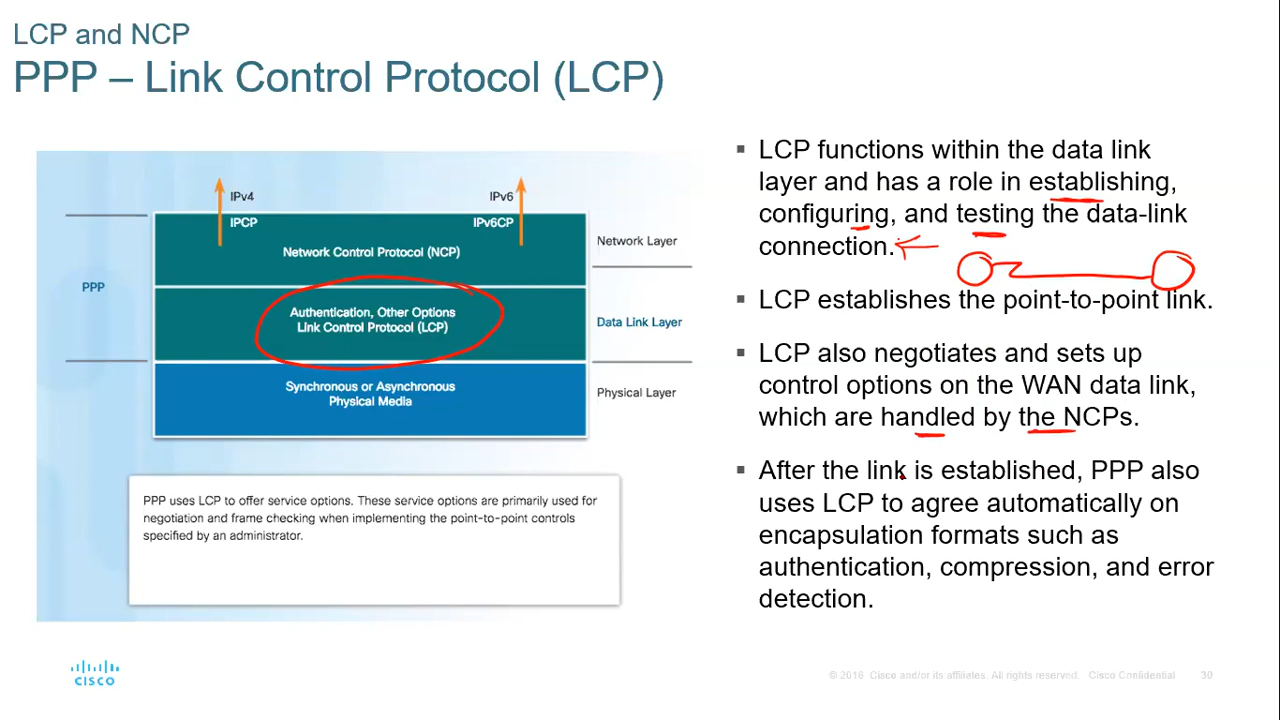 LCP and NCP
PPP – Link Control Protocol (LCP)
IPv4
IPv6
IPCP
IPv6CP
Network Control Protocol (NCP)
Network Layer
PPP
Authentication, Other Options
Link Control Protocol (LCP)
Data Link Layer
Synchronous or Asynchronous
Physical Media
Physical Layer
PPP uses LCP to offer service options. These service options are primarily used for
negotiation and frame checking when implementing the point-to-point controls
specified by an administrator.
▪ LCP functions within the data link
layer and has a role in establishing,
configuring, and testing the data-link
connection.
▪ LCP establishes the point-to-point link.
▪ LCP also negotiates and sets up
control options on the WAN data link,
which are handled by the NCPs.
▪ After the link is established, PPP also
uses LCP to agree automatically on
encapsulation formats such as
authentication, compression, and error
detection.
CISCO
© 2016 Cisco and/or its affiliates. All rights reserved. Cisco Confidential 30